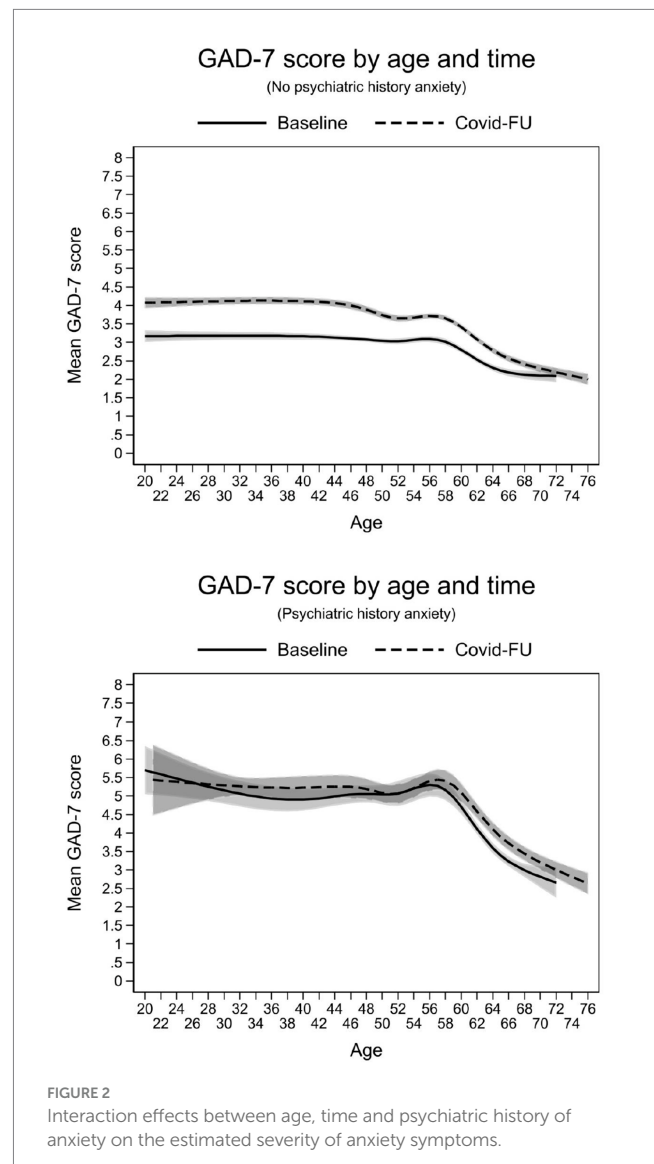 GAD-7 score by age and time
(No psychiatric history anxiety)
Baseline Covid-FU
8
7.5
7
6.5
6
5.5
5
4.5
4
3.5
3
2.5
2
1.5
1
.5
0
Mean GAD-7 score
20 24 28 32 36 40 44 48 52 56 60 64 68 72 76
22 26 30 34 38 42 46 50 54 58 62 66 70 74
Age
GAD-7 score by age and time
(Psychiatric history anxiety)
Baseline Covid-FU
8
7.5
7
6.5
6
5.5
5
4.5
4
3.5
3
2.5
2
1.5
1
.5
0
Mean GAD-7 score
20 24 28 32 36 40 44 48 52 56 60 64 68 72 76
22 26 30 34 38 42 46 50 54 58 62 66 70 74
Age
FIGURE 2
Interaction effects between age, time and psychiatric history of
anxiety on the estimated severity of anxiety symptoms.